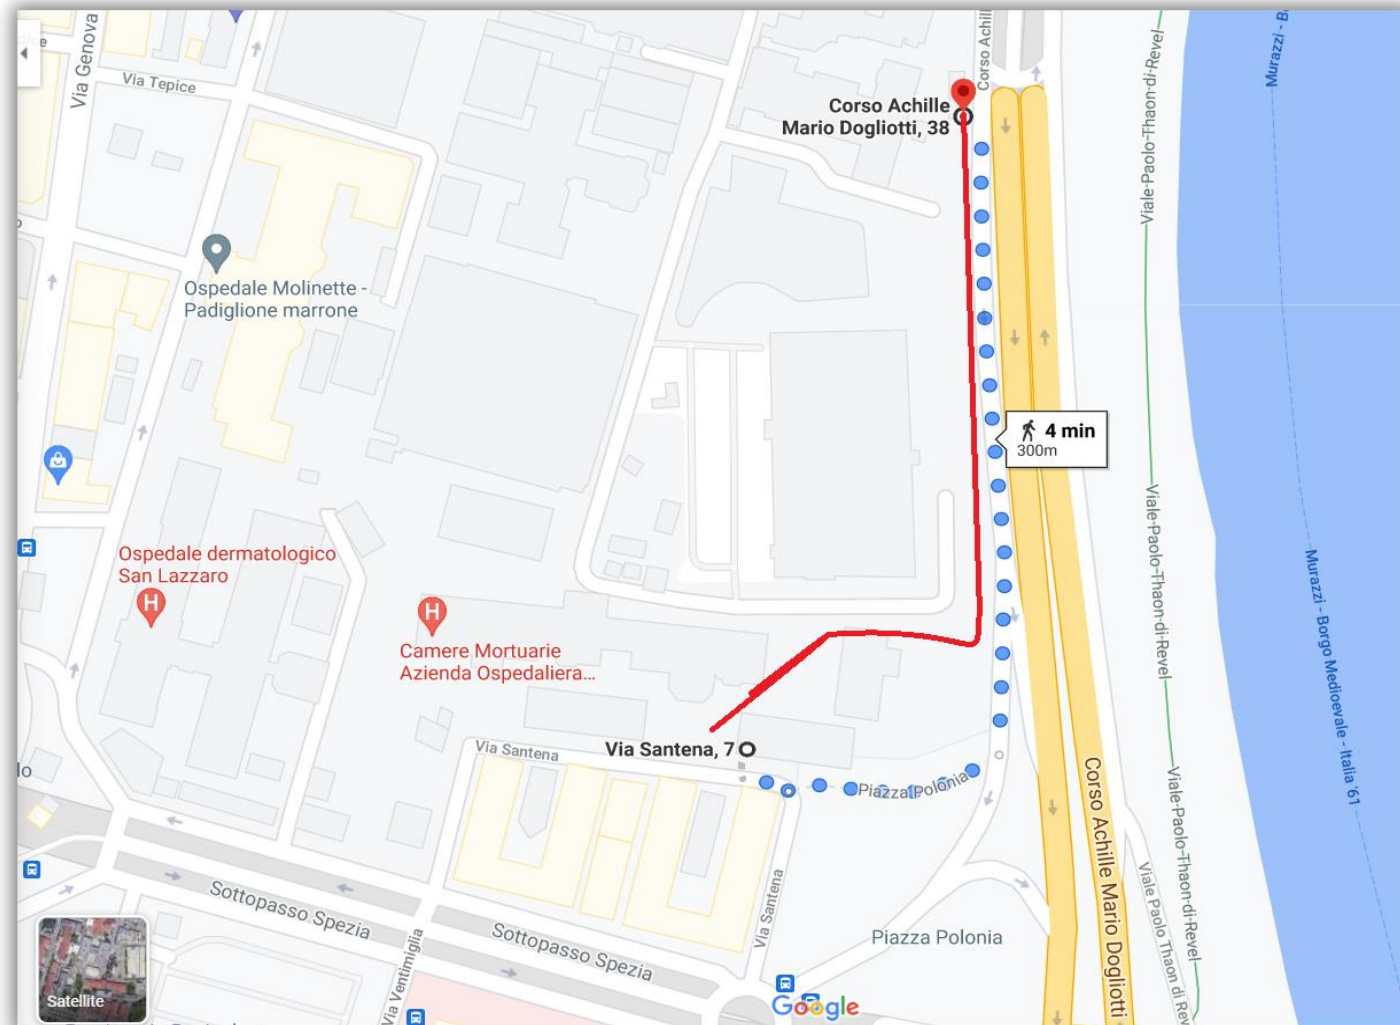 Via Genova
Via Tepice
Corso Achill
Corso Achille
Mario Dogliotti, 38
Viale-Paolo-Thaon-di-Revel
Murazzi - B
Ospedale Molinette -
Padiglione marrone
4 min
300m
Viale-Paolo-Thaon-di-Revel
Ospedale dermatologico
San Lazzaro
H
H
Camere Mortuarie
Azienda Ospedaliera...
Murazzi - Borgo Medioevale - Italia'61
Via Santena
Via Santena, 7
Piazza Polonia
lo
Corso Achille Mario Dogliotti
Viale-Paolo-Thaon-di-Revel
Viale Paolo Thaon di Rev
Sottopasso Spezia
Sottopasso Spezia
Via Ventimiglia
Via Santena
Piazza Polonia
Satellite
Google